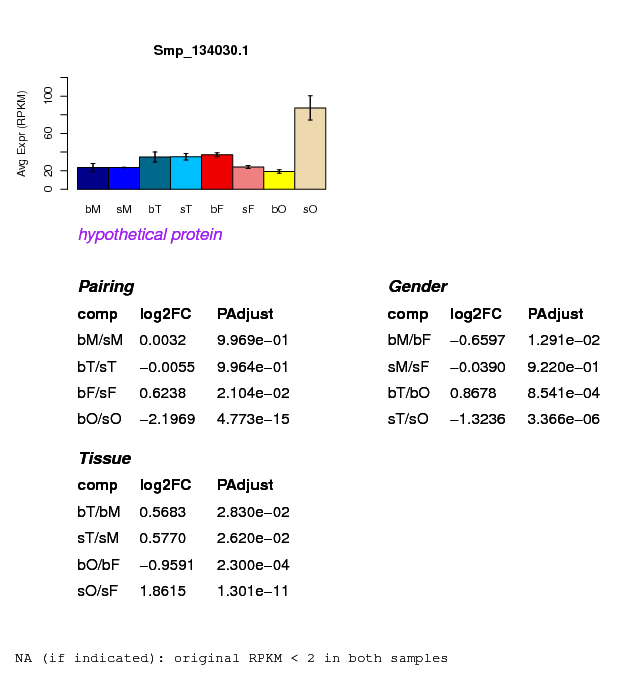 Smp_134030.1
Avg Expr (RPKM)
100
60
20
0
bM sM bT sT bF sF bO sO
hypothetical protein
Pairing
comp log2FC PAdjust
bM/sM 0.0032 9.969e−01
bT/sT −0.0055 9.964e−01
bF/sF 0.6238 2.104e−02
bO/sO −2.1969 4.773e−15
Gender
comp log2FC PAdjust
bM/bF −0.6597 1.291e−02
sM/sF −0.0390 9.220e−01
bT/bO 0.8678 8.541e−04
sT/sO −1.3236 3.366e−06
Tissue
comp log2FC PAdjust
bT/bM 0.5683 2.830e−02
sT/sM 0.5770 2.620e−02
bO/bF −0.9591 2.300e−04
sO/sF 1.8615 1.301e−11
NA (if indicated): original RPKM < 2 in both samples